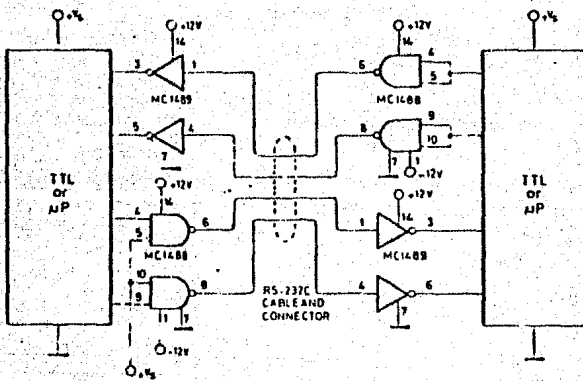 +Vs
+12V
+12V
+Vs
14
3
1
MC1489
14
6
4
5
MC1488
5
4
7
8
9
10
7
1
-12V
TTL
or
μP
+12V
14
4
5
6
MC1488
+12V
14
1
3
MC1489
TTL
or
μP
10
9
8
1
7
-12V
+Vs
RS-232C
CABLE AND
CONNECTOR
4
6
7